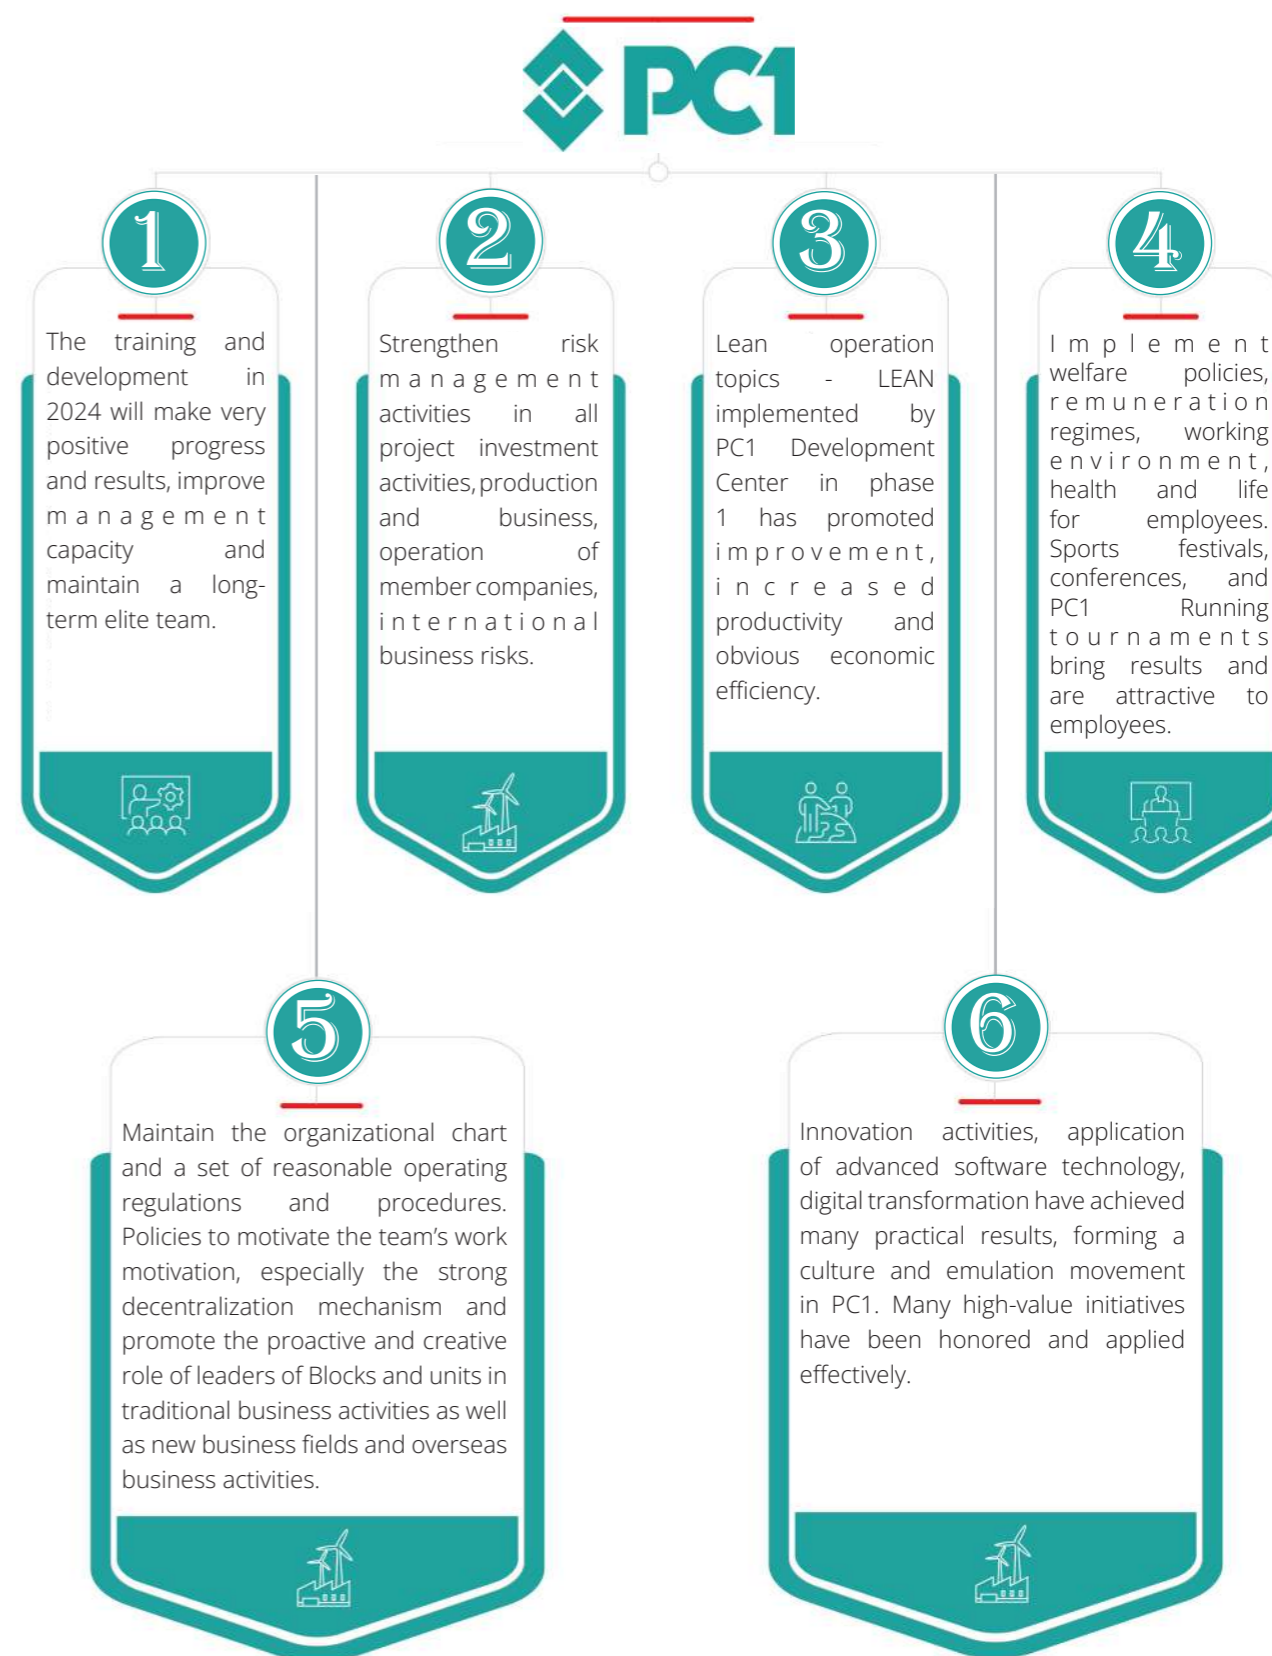 PC1
1
The training and
development in
2024 will make very
positive progress
and results, improve
management
capacity and
maintain a long-
term elite team.
2
Strengthen risk
management
activities in all
project investment
activities, production
and business,
operation of
member companies,
international
business risks.
3
Lean operation
topics - LEAN
implemented by
PC1 Development
Center in phase
1 has promoted
improvement,
increased
productivity and
obvious economic
efficiency.
4
Implement
welfare policies,
remuneration
regimes, working
environment,
health and life
for employees.
Sports festivals,
conferences, and
PC1 Running
tournaments
bring results and
are attractive to
employees.
5
Maintain the organizational chart
and a set of reasonable operating
regulations and procedures.
Policies to motivate the team's work
motivation, especially the strong
decentralization mechanism and
promote the proactive and creative
role of leaders of Blocks and units in
traditional business activities as well
as new business fields and overseas
business activities.
6
Innovation activities, application
of advanced software technology,
digital transformation have achieved
many practical results, forming a
culture and emulation movement
in PC1. Many high-value initiatives
have been honored and applied
effectively.